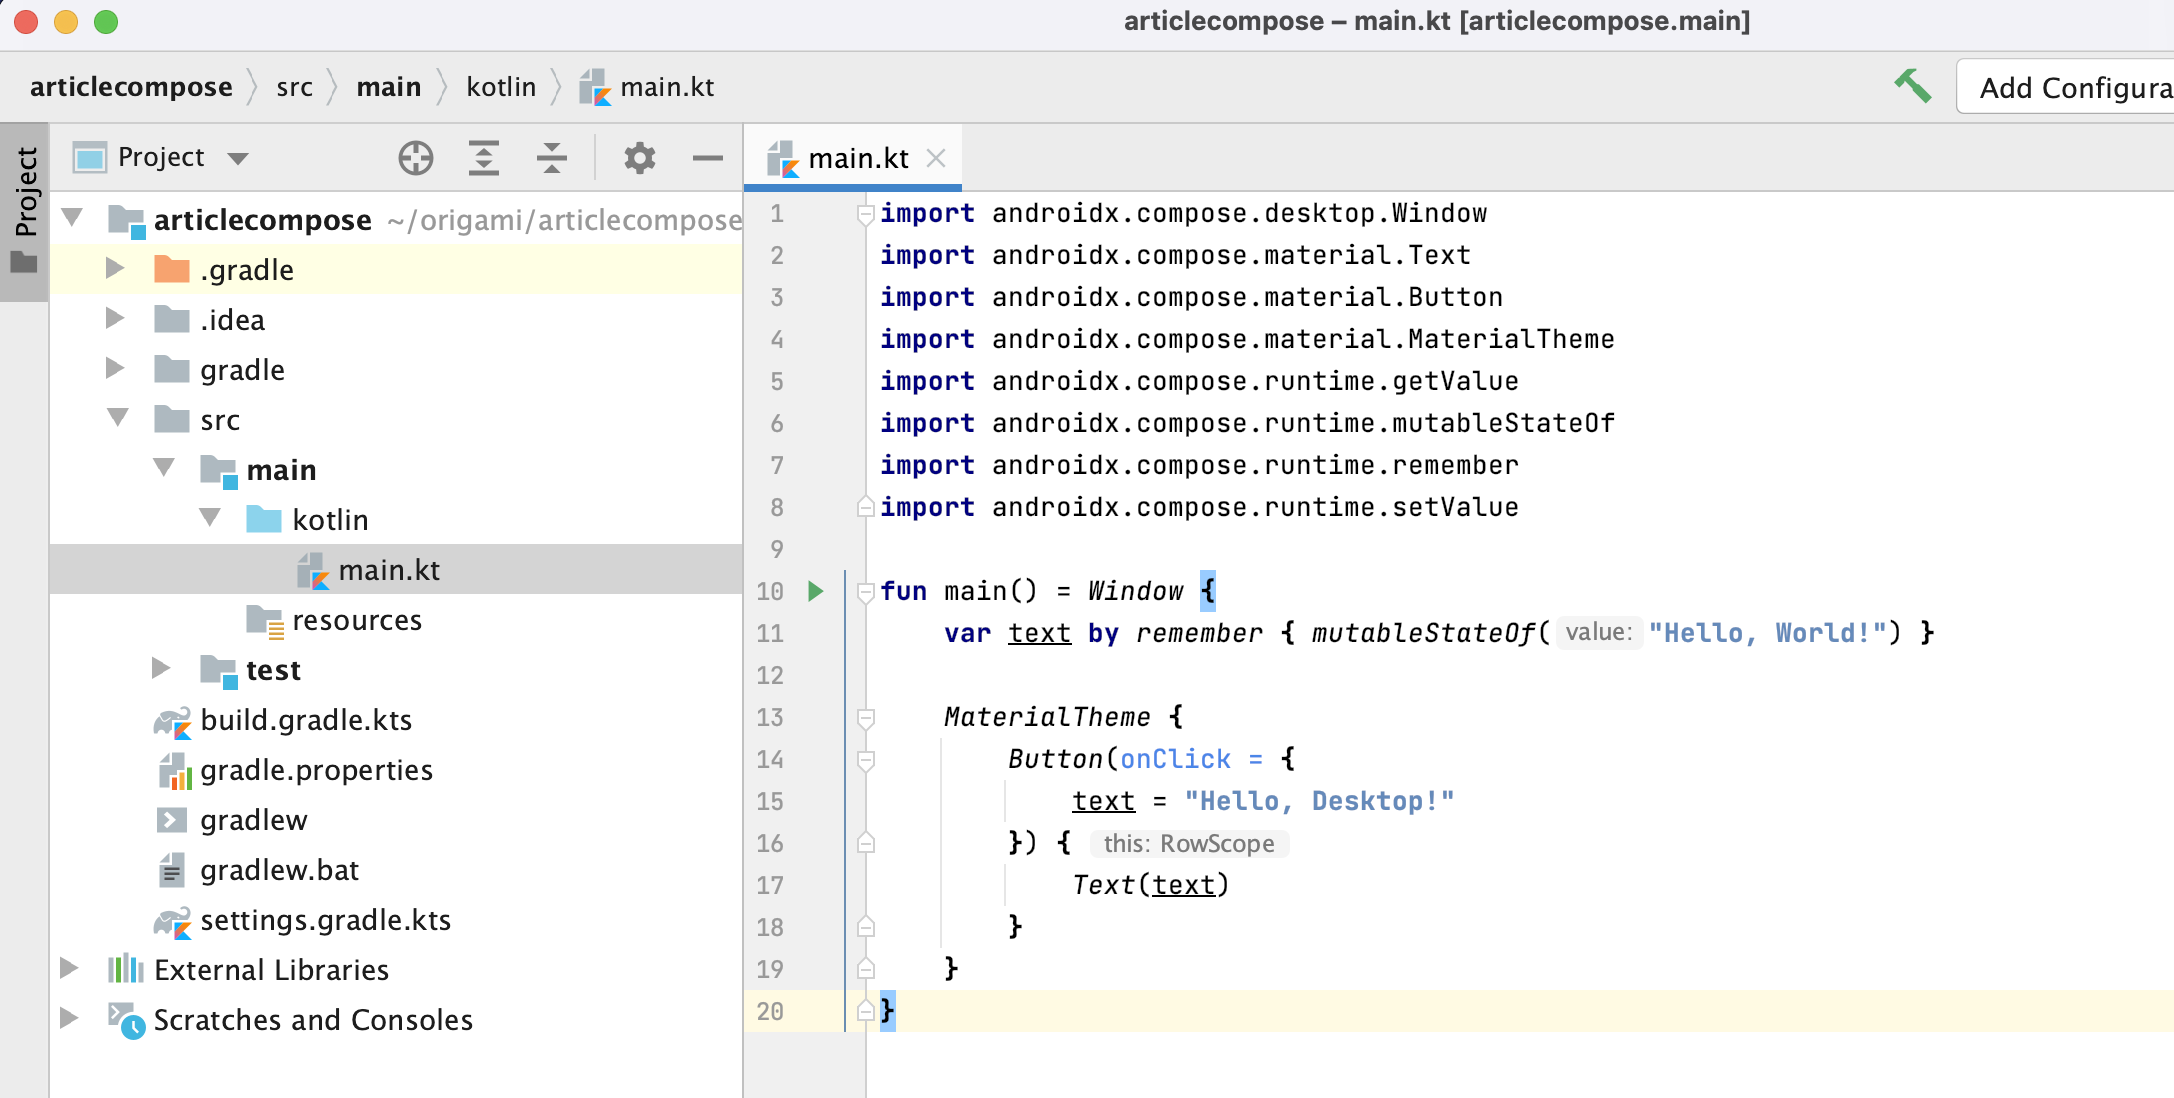 articlecompose – main.kt [articlecompose.main]
articlecompose src main kotlin main.kt
Add Configura
Project
Project
articlecompose ~/origami/articlecompose
.gradle
.idea
gradle
src
main
kotlin
main.kt
resources
test
build.gradle.kts
gradle.properties
gradlew
gradlew.bat
settings.gradle.kts
External Libraries
Scratches and Consoles
main.kt
1 import androidx.compose.desktop.Window
2 import androidx.compose.material.Text
3 import androidx.compose.material.Button
4 import androidx.compose.material.MaterialTheme
5 import androidx.compose.runtime.getValue
6 import androidx.compose.runtime.mutableStateOf
7 import androidx.compose.runtime.remember
8 import androidx.compose.runtime.setValue
9
10 fun main() = Window {
11     var text by remember { mutableStateOf( value: "Hello, World!") }
12
13     MaterialTheme {
14         Button(onClick = {
15             text = "Hello, Desktop!"
16         }) { this: RowScope
17             Text(text)
18         }
19     }
20 }